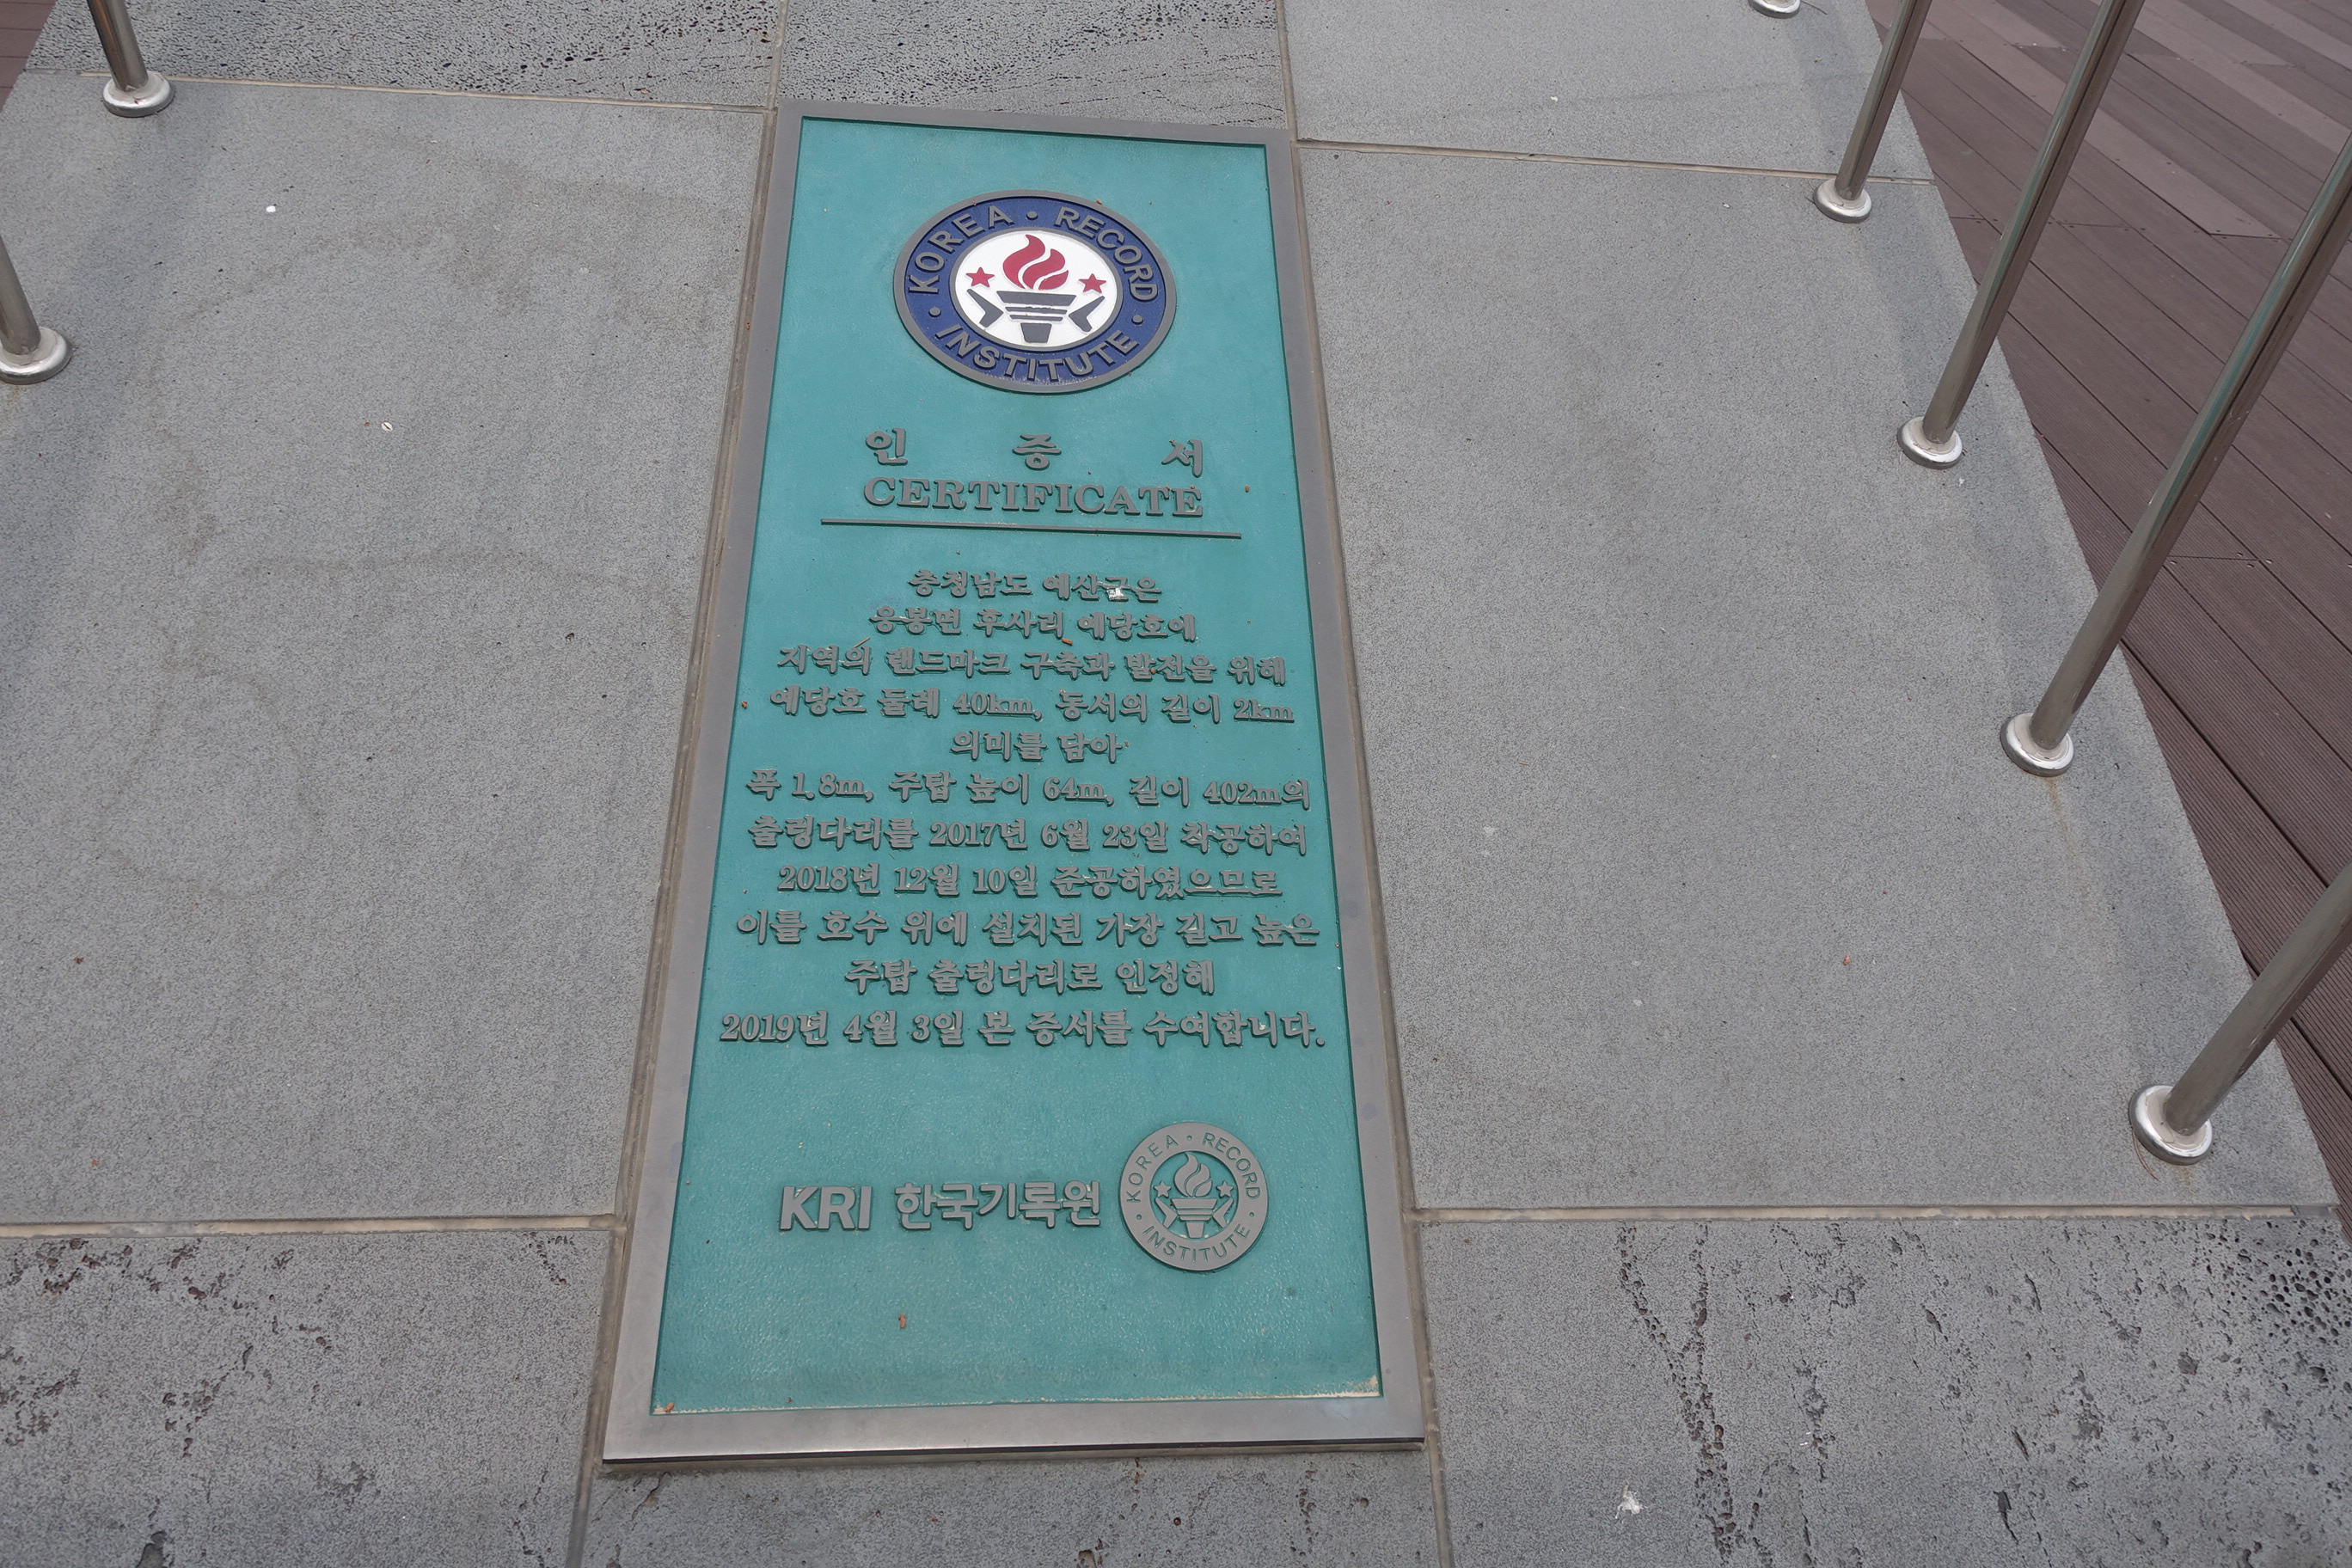 KOREA · RECORD · INSTITUTE ·
인 증 서
CERTIFICATE
충청남도 예산군은
응봉면 후사리 예당호에
지역의 랜드마크 구축과 발전을 위해
예당호 둘레 40km, 동서의 길이 2km
의미를 담아
폭 1.8m, 주탑 높이 64m, 길이 402m의
출렁다리를 2017년 6월 23일 착공하여
2018년 12월 10일 준공하였으므로
이를 호수 위에 설치된 가장 길고 높은
주탑 출렁다리로 인정해
2019년 4월 3일 본 증서를 수여합니다.
KRI 한국기록원
KOREA · RECORD · INSTITUTE ·